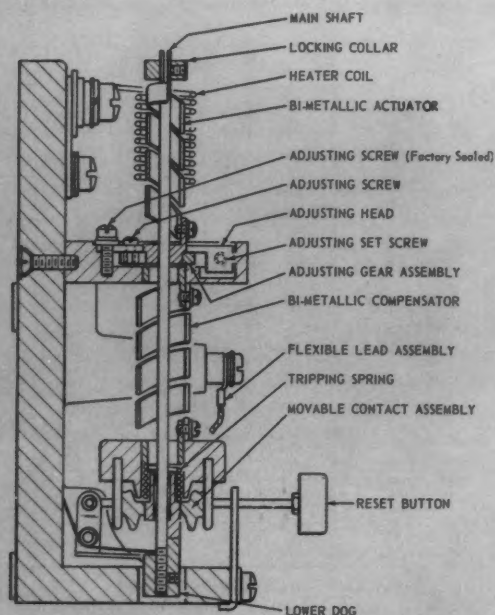 MAIN SHAFT
LOCKING COLLAR
HEATER COIL
BI-METALLIC ACTUATOR
ADJUSTING SCREW (Factory Sealed)
ADJUSTING SCREW
ADJUSTING HEAD
ADJUSTING SET SCREW
ADJUSTING GEAR ASSEMBLY
BI-METALLIC COMPENSATOR
FLEXIBLE LEAD ASSEMBLY
TRIPPING SPRING
MOVABLE CONTACT ASSEMBLY
RESET BUTTON
LOWER DOG